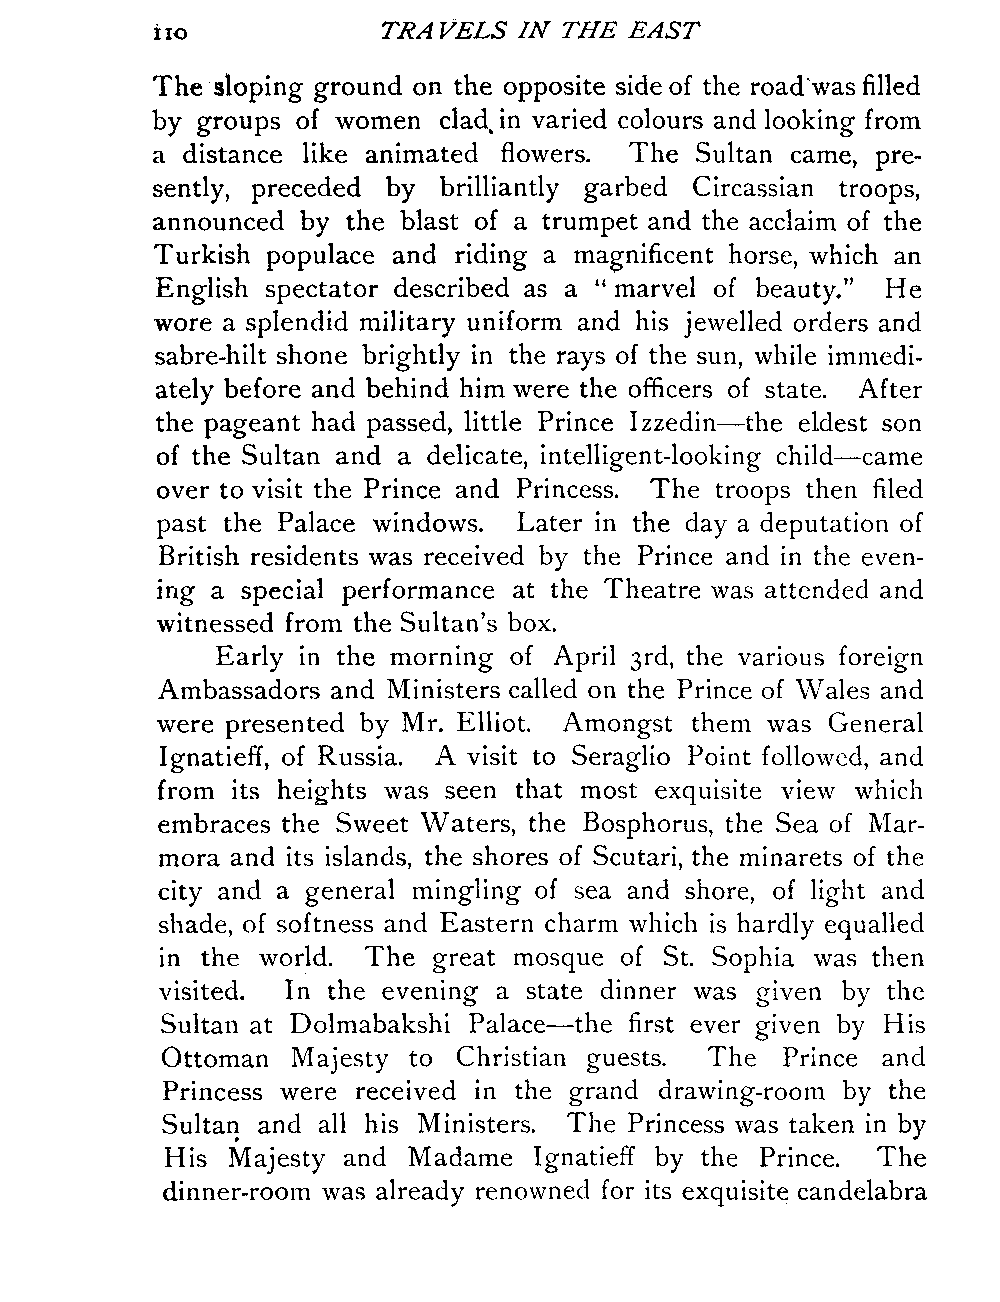 110 TRAVELS IN THE EAST
The sloping ground on the opposite side of the road was filled
by groups of women clad in varied colours and looking from
a distance like animated flowers. The Sultan came, pre-
sently, preceded by brilliantly garbed Circassian troops,
announced by the blast of a trumpet and the acclaim of the
Turkish populace and riding a magnificent horse, which an
English spectator described as a “marvel of beauty.” He
wore a splendid military uniform and his jewelled orders and
sabre-hilt shone brightly in the rays of the sun, while immedi-
ately before and behind him were the officers of state. After
the pageant had passed, little Prince Izzedin—the eldest son
of the Sultan and a delicate, intelligent-looking child—came
over to visit the Prince and Princess. The troops then filed
past the Palace windows. Later in the day a deputation of
British residents was received by the Prince and in the even-
ing a special performance at the Theatre was attended and
witnessed from the Sultan's box.
Early in the morning of April 3rd, the various foreign
Ambassadors and Ministers called on the Prince of Wales and
were presented by Mr. Elliot. Amongst them was General
Ignatieff, of Russia. A visit to Seraglio Point followed, and
from its heights was seen that most exquisite view which
embraces the Sweet Waters, the Bosphorus, the Sea of Mar-
mora and its islands, the shores of Scutari, the minarets of the
city and a general mingling of sea and shore, of light and
shade, of softness and Eastern charm which is hardly equalled
in the world. The great mosque of St. Sophia was then
visited. In the evening a state dinner was given by the
Sultan at Dolmabakshi Palace—the first ever given by His
Ottoman Majesty to Christian guests. The Prince and
Princess were received in the grand drawing-room by the
Sultan and all his Ministers. The Princess was taken in by
His Majesty and Madame Ignatieff by the Prince. The
dinner-room was already renowned for its exquisite candelabra